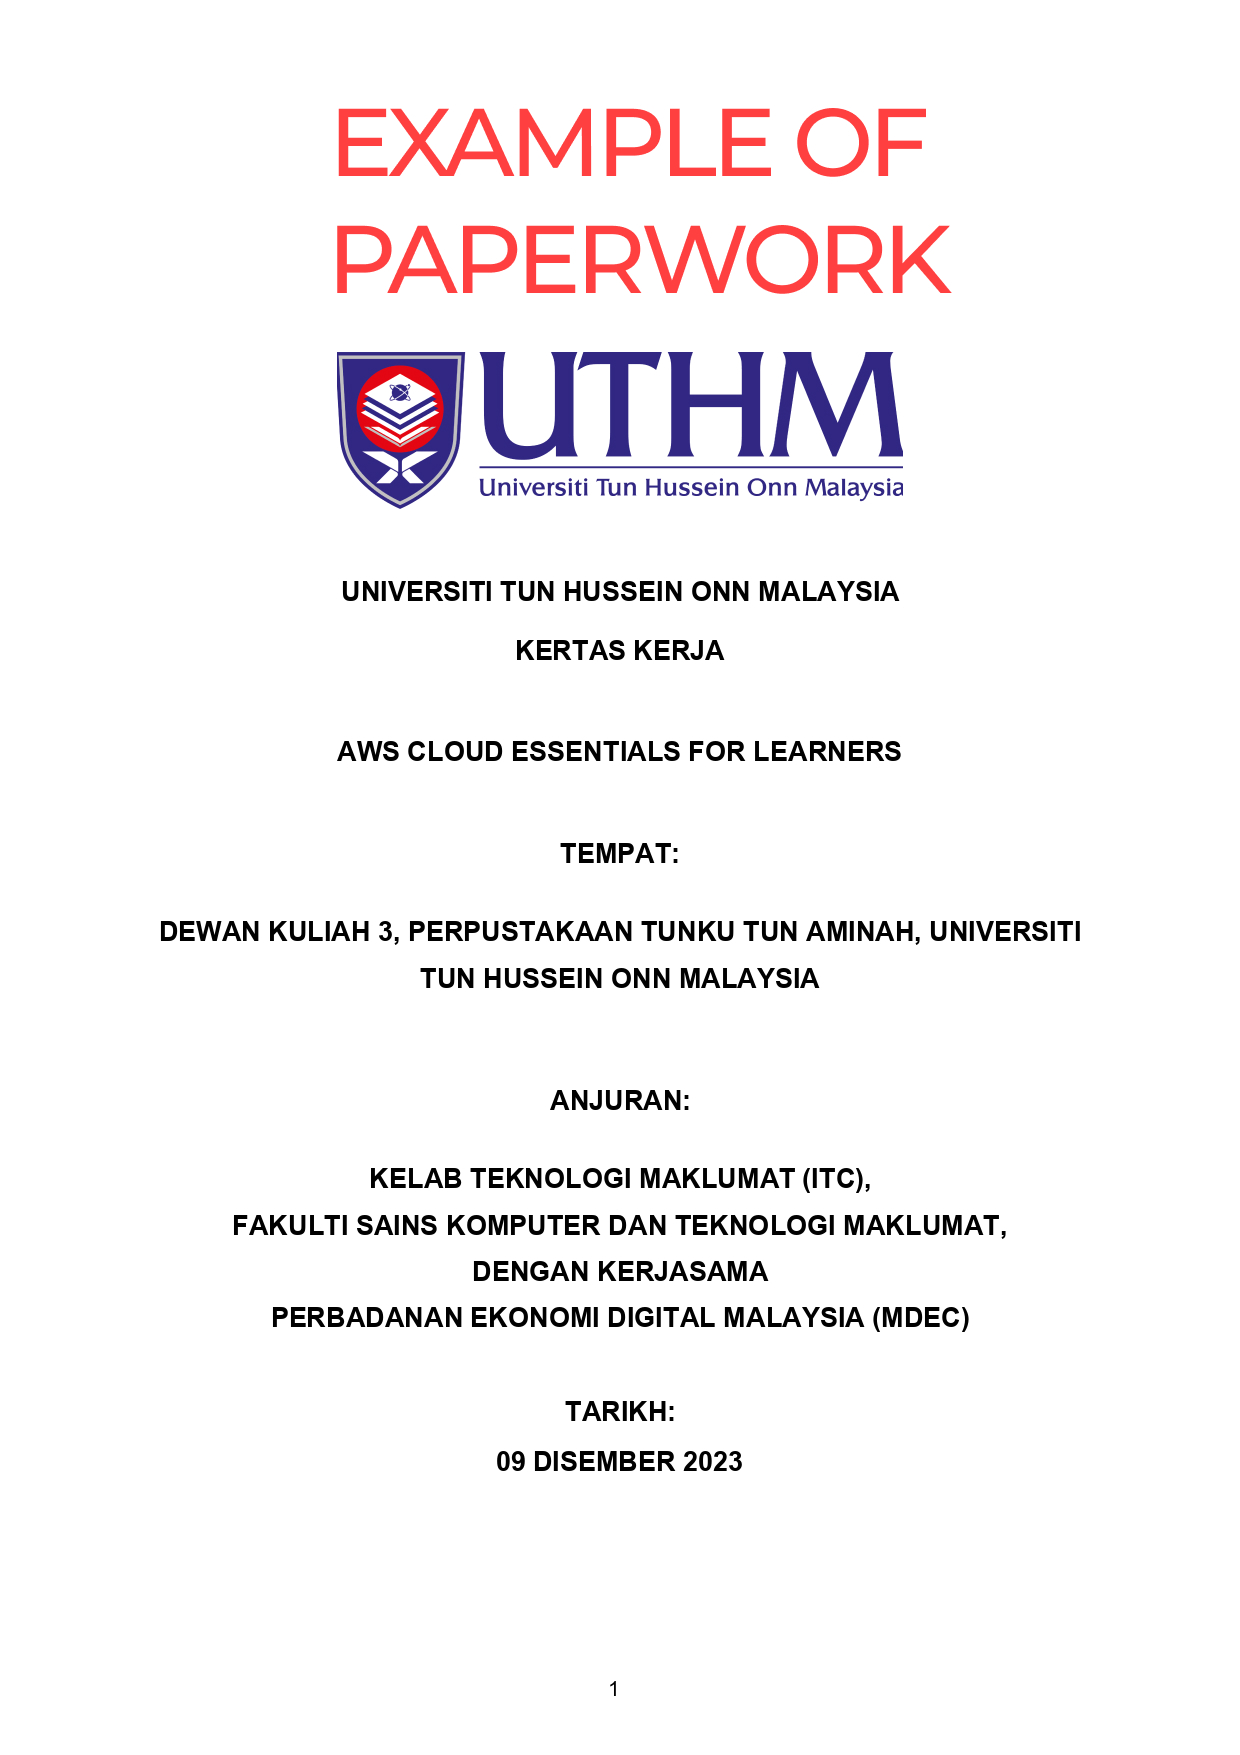 EXAMPLE OF
PAPERWORK
UTHM
Universiti Tun Hussein Onn Malaysia
UNIVERSITI TUN HUSSEIN ONN MALAYSIA
KERTAS KERJA
AWS CLOUD ESSENTIALS FOR LEARNERS
TEMPAT:
DEWAN KULIAH 3, PERPUSTAKAAN TUNKU TUN AMINAH, UNIVERSITI
TUN HUSSEIN ONN MALAYSIA
ANJURAN:
KELAB TEKNOLOGI MAKLUMAT (ITC),
FAKULTI SAINS KOMPUTER DAN TEKNOLOGI MAKLUMAT,
DENGAN KERJASAMA
PERBADANAN EKONOMI DIGITAL MALAYSIA (MDEC)
TARIKH:
09 DISEMBER 2023
1